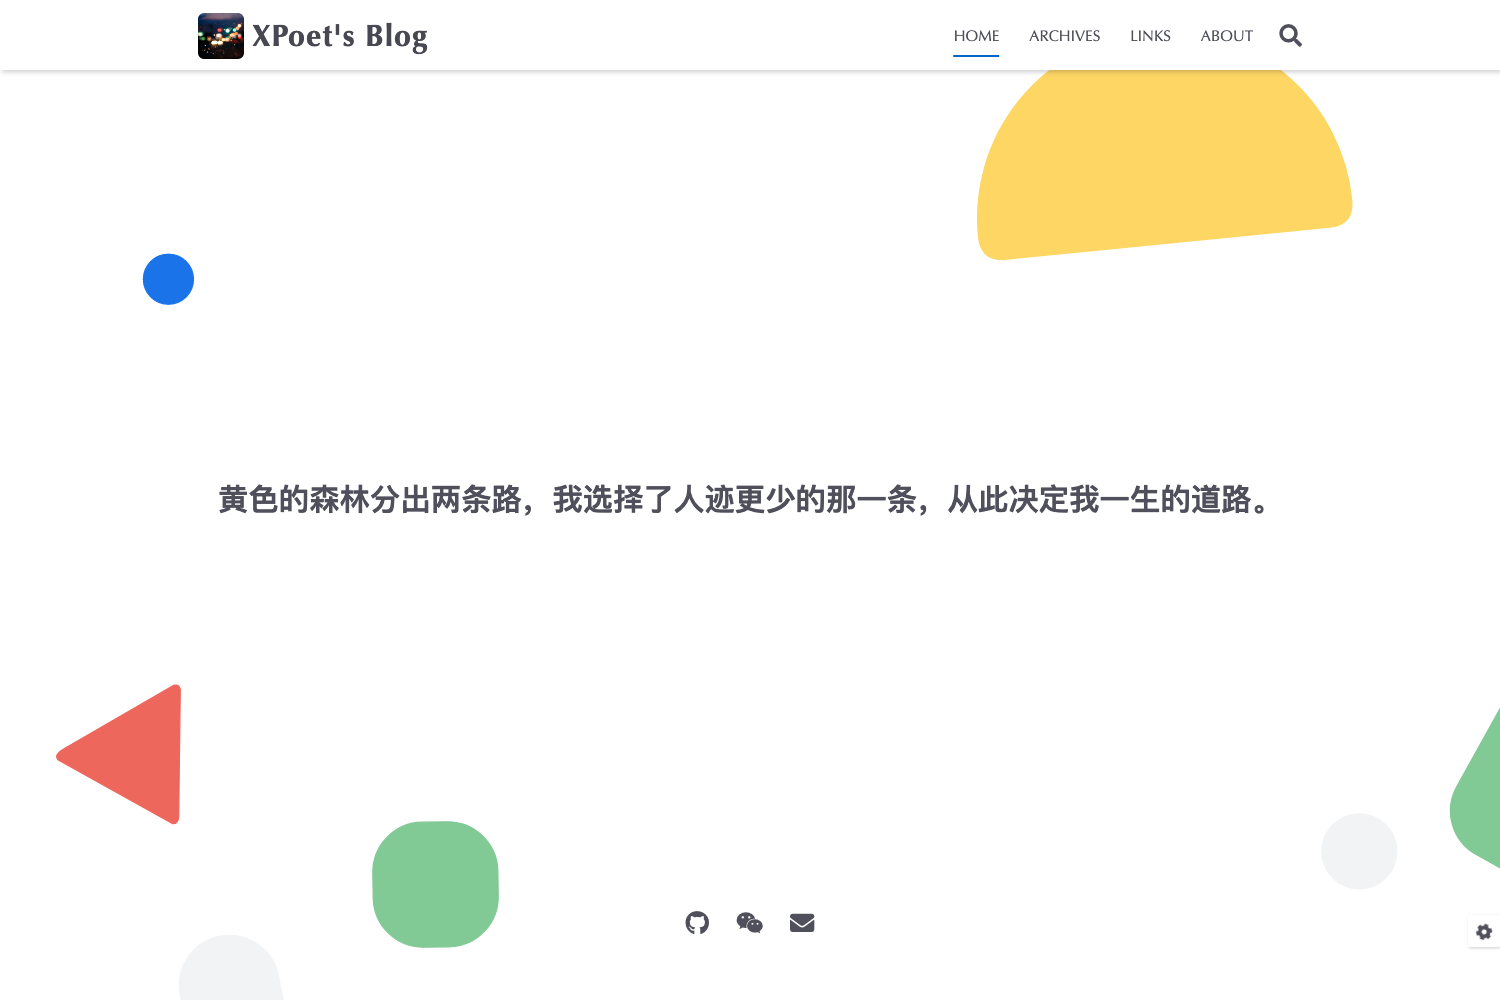 XPoet's Blog
HOME
ARCHIVES
LINKS
ABOUT
黄色的森林分出两条路，我选择了人迹更少的那一条，从此决定我一生的道路。